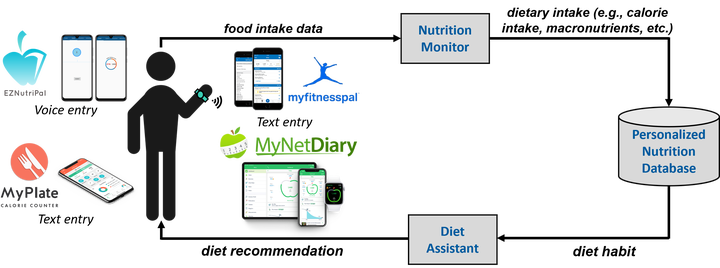 food intake data
Nutrition
Monitor
dietary intake (e.g., calorie
intake, macronutrients, etc.)
EZNutriPal
Voice entry
myfitnesspal
Text entry
MyNetDiary
MyPlate
CALORIE COUNTER
Text entry
Personalized
Nutrition
Database
diet recommendation
Diet
Assistant
diet habit